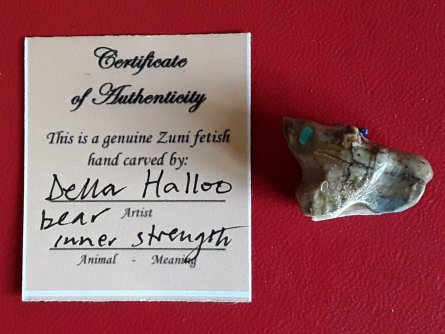 Certificate
of Authenticity
This is a genuine Zuni fetish
hand carved by:
Della Halloo
Artist
bear
inner strength
Animal - Meaning